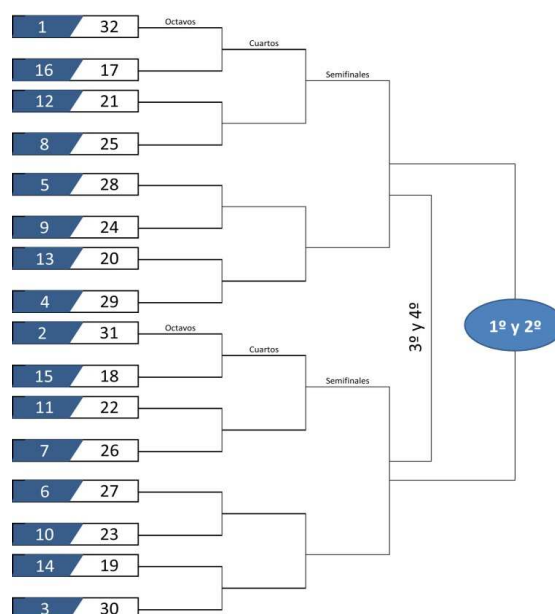 1 32 Octavos
Cuartos
16 17 Semifinales
12 21
8 25
5 28
9 24
13 20
4 29
3º y 4º
1º y 2º
2 31 Octavos
Cuartos
15 18 Semifinales
11 22
7 26
6 27
10 23
14 19
3 30